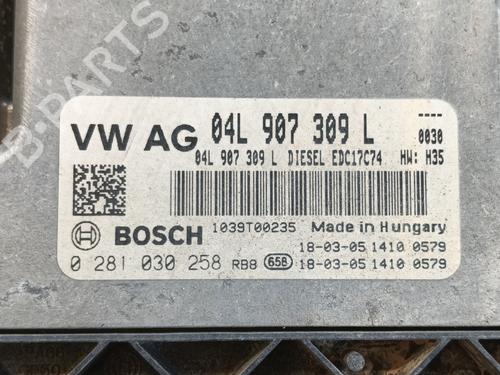 B-PARTS
VW AG 04L 907 309 L ----
0030
04L 907 309 L DIESEL EDC17C74 HW: H35
1039T00235 Made in Hungary
BOSCH 18-03-05 1410 0579
0 281 030 258 RB8 658 18-03-05 1410 0579